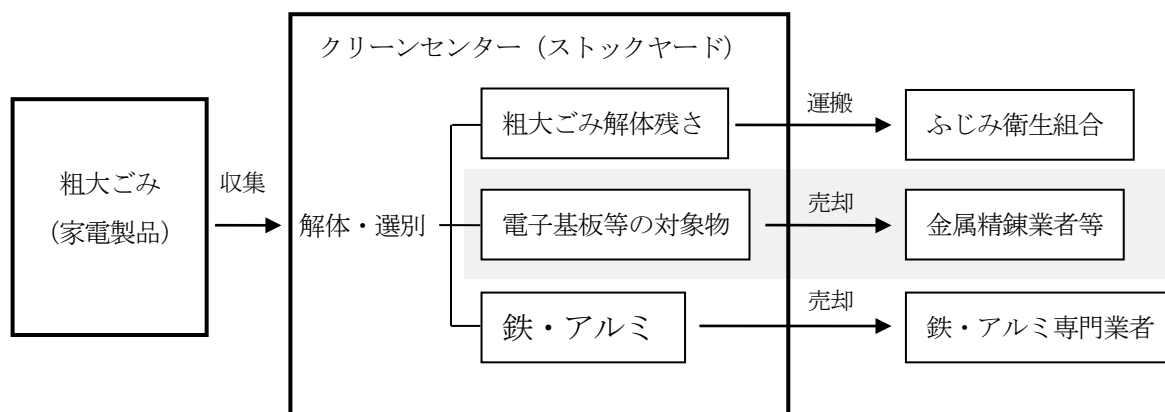 クリーンセンター（ストックヤード）
粗大ごみ
（家電製品）
収集
解体・選別
粗大ごみ解体残さ
運搬
ふじみ衛生組合
電子基板等の対象物
売却
金属精錬業者等
鉄・アルミ
売却
鉄・アルミ専門業者